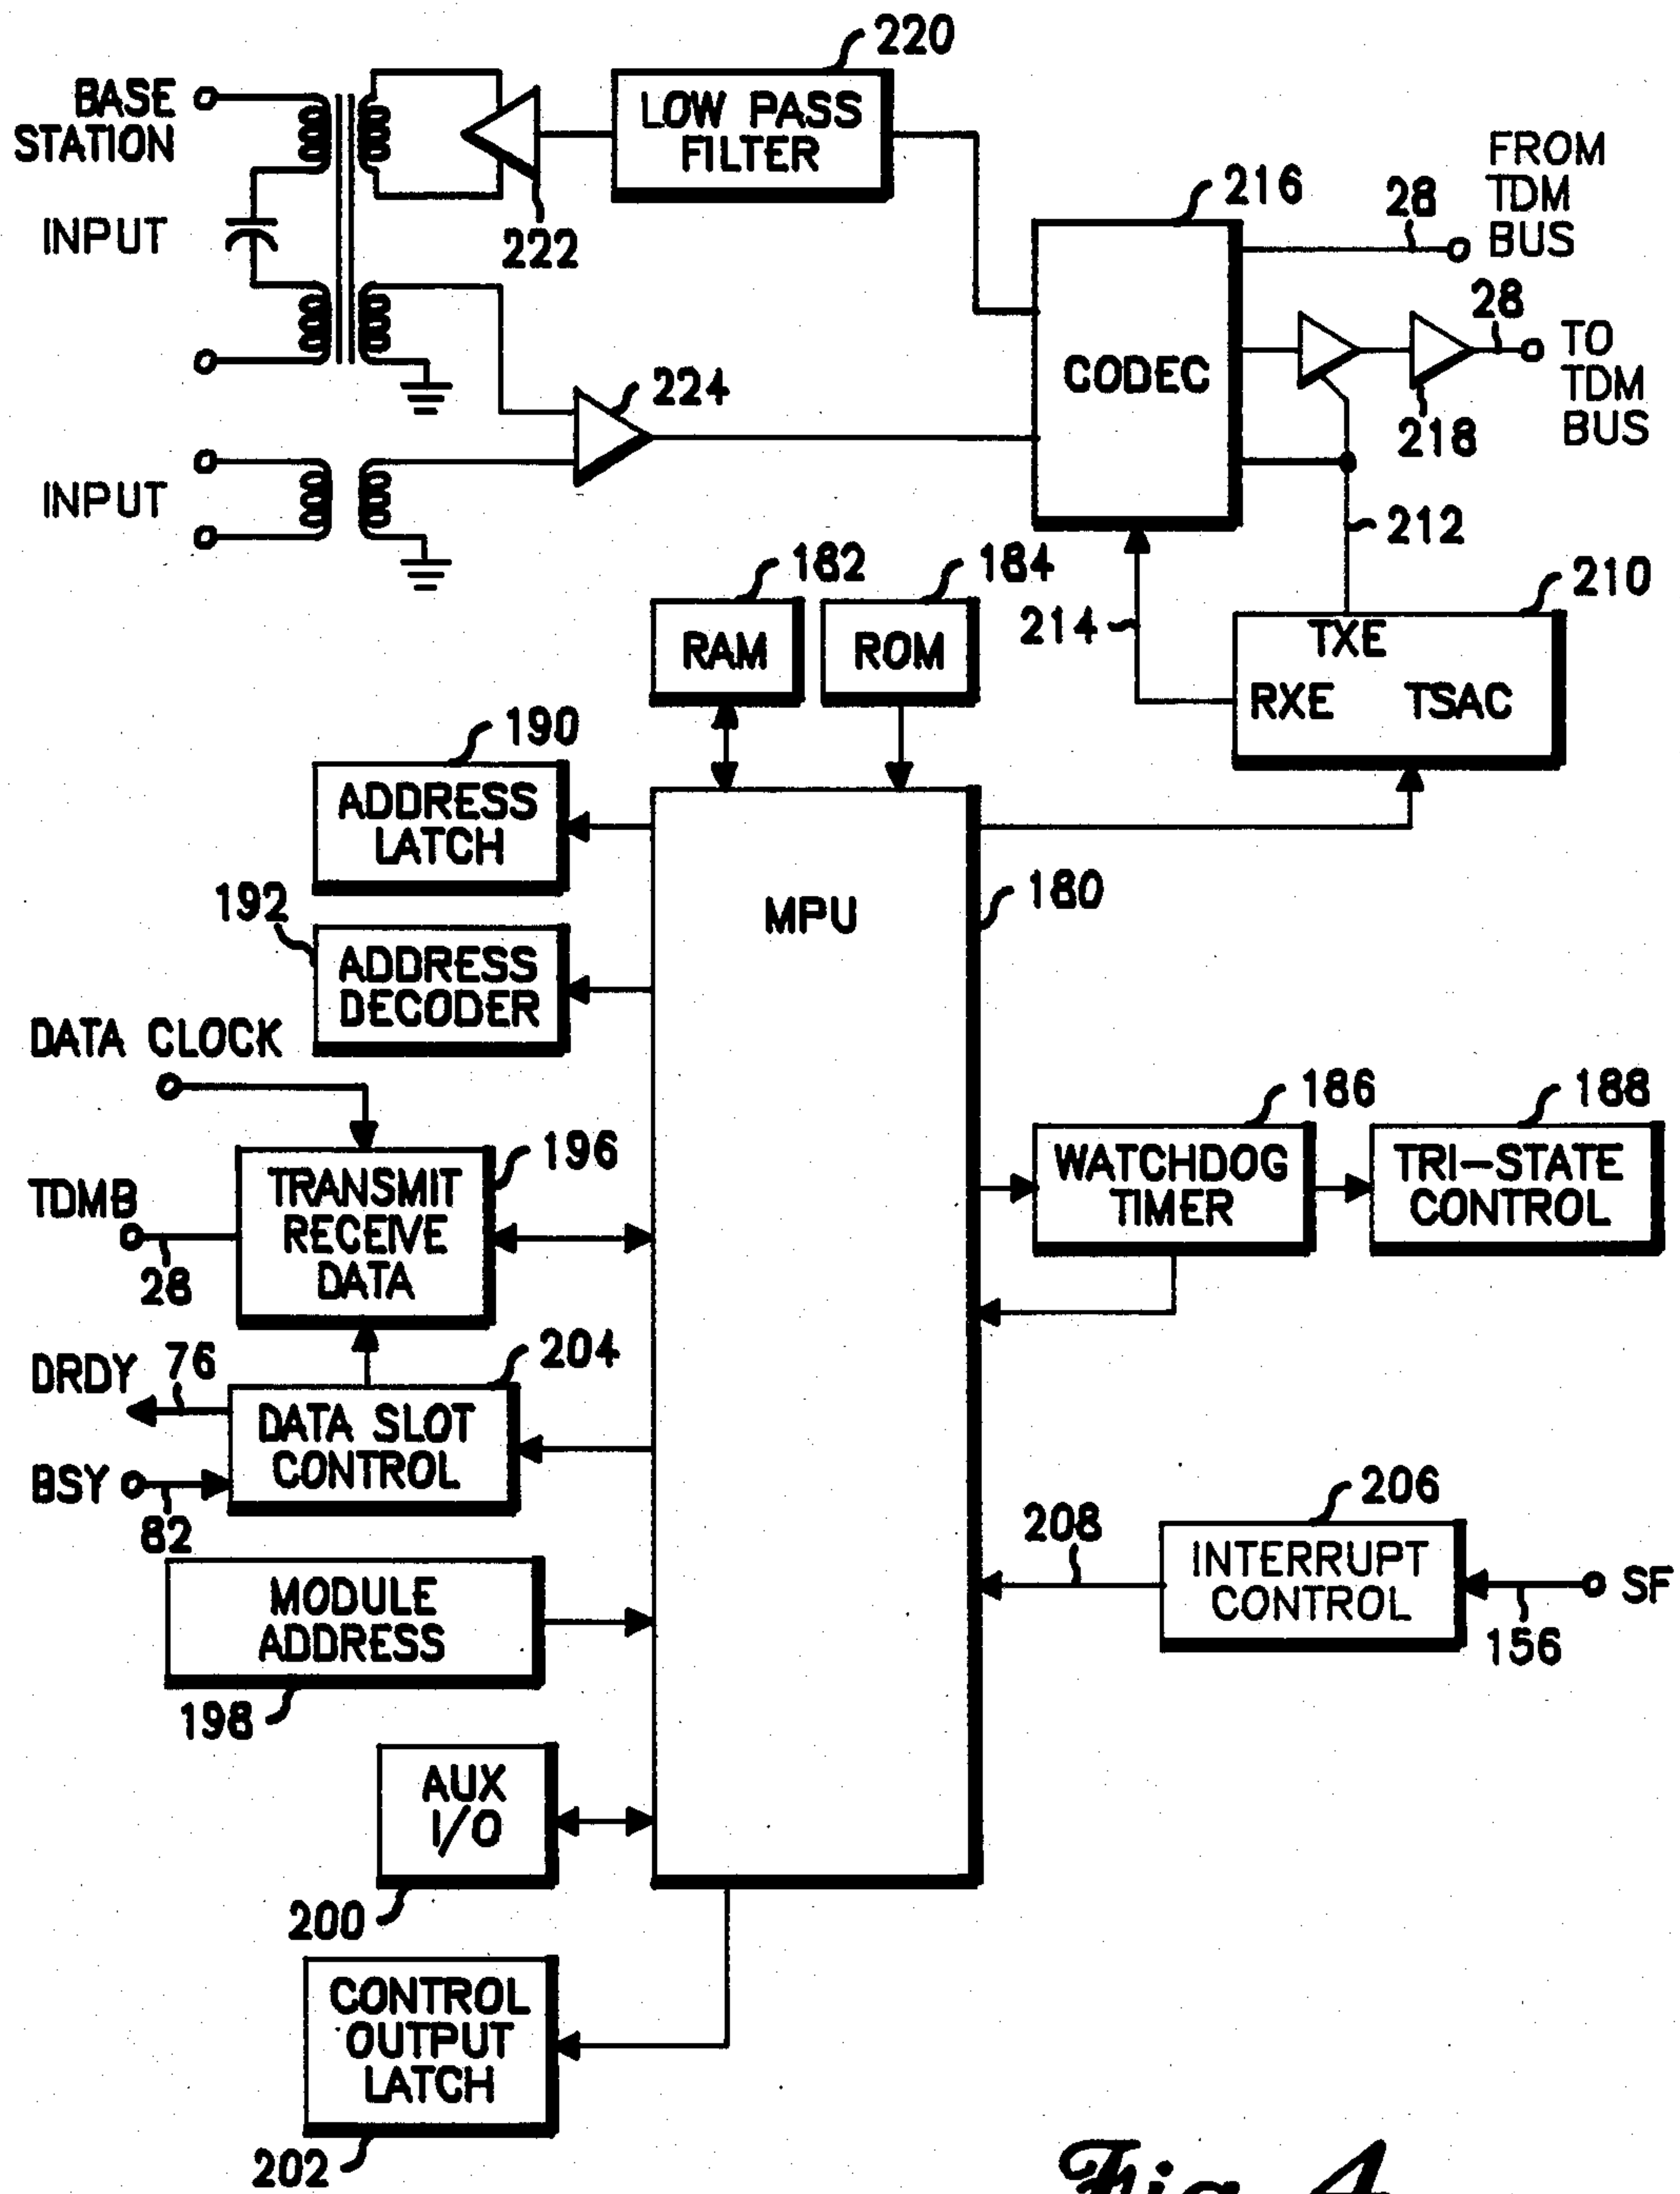 220
BASE
STATION
LOW PASS
FILTER
222
INPUT
216
FROM
TDM
BUS
28
CODEC
28
TO
TDM
BUS
218
224
INPUT
212
182
184
214
210
RAM
ROM
TXE
RXE
TSAC
190
ADDRESS
LATCH
MPU
180
192
ADDRESS
DECODER
DATA CLOCK
186
188
196
TRANSMIT
RECEIVE
DATA
TDMB
28
WATCHDOG
TIMER
TRI-STATE
CONTROL
204
DRDY
76
DATA SLOT
CONTROL
BSY
82
206
208
INTERRUPT
CONTROL
SF
156
MODULE
ADDRESS
198
AUX
I/O
200
CONTROL
OUTPUT
LATCH
202
Fig. 4